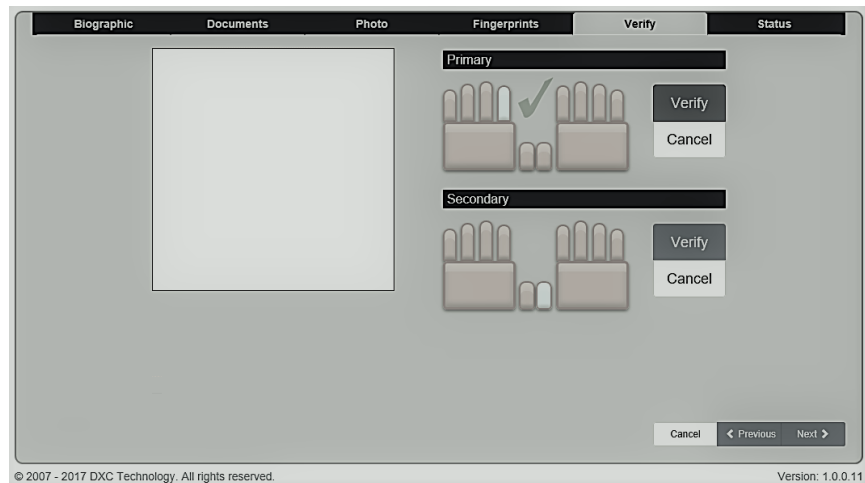 Biographic Documents Photo Fingerprints Verify Status
Primary
Verify
Cancel
Secondary
Verify
Cancel
Cancel Previous Next
© 2007 - 2017 DXC Technology. All rights reserved. Version: 1.0.0.11